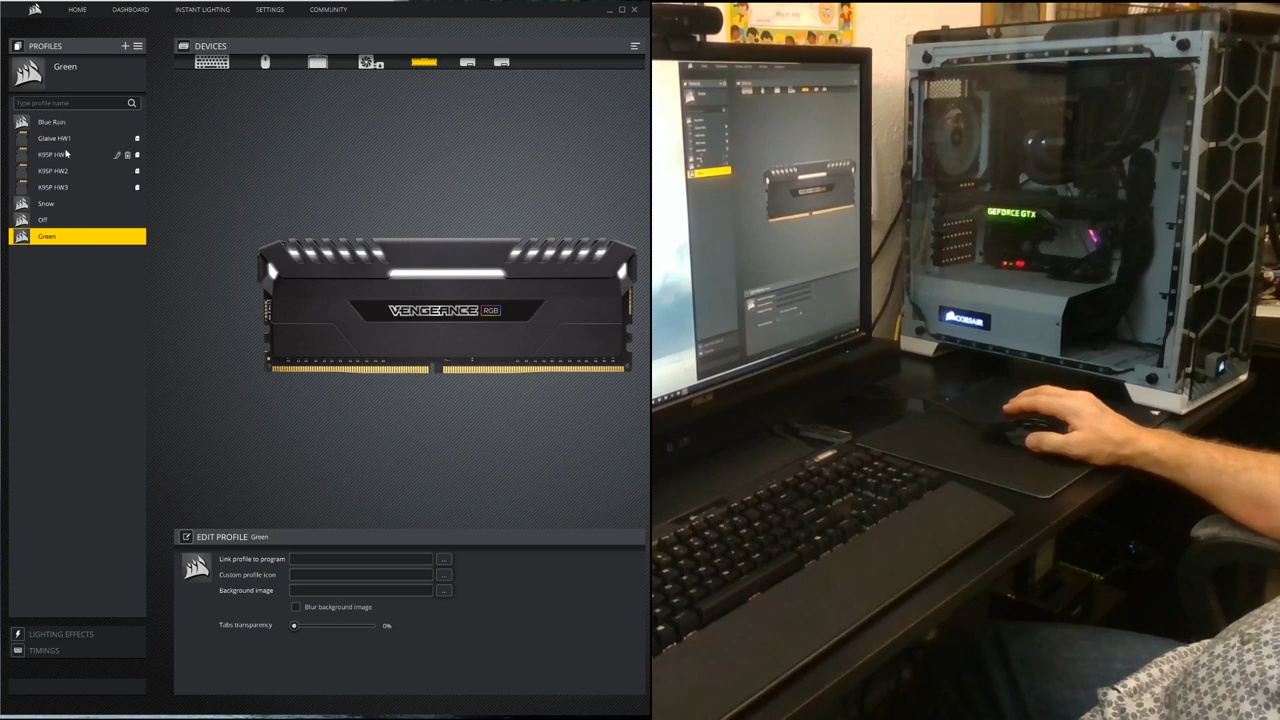 HOME DASHBOARD INSTANT LIGHTING SETTINGS COMMUNITY
PROFILES
DEVICES
Green
Type profile name
Blue Rain
Glaive HW1
K95P HW1
K95P HW2
K95P HW3
Snow
Off
Green
VENGEANCE RGB
EDIT PROFILE Green
Link profile to program ...
Custom profile icon ...
Background image ...
Blur background image
Tabs transparency 0%
LIGHTING EFFECTS
TIMINGS
GEFORCE GTX
CORSAIR
ASUS